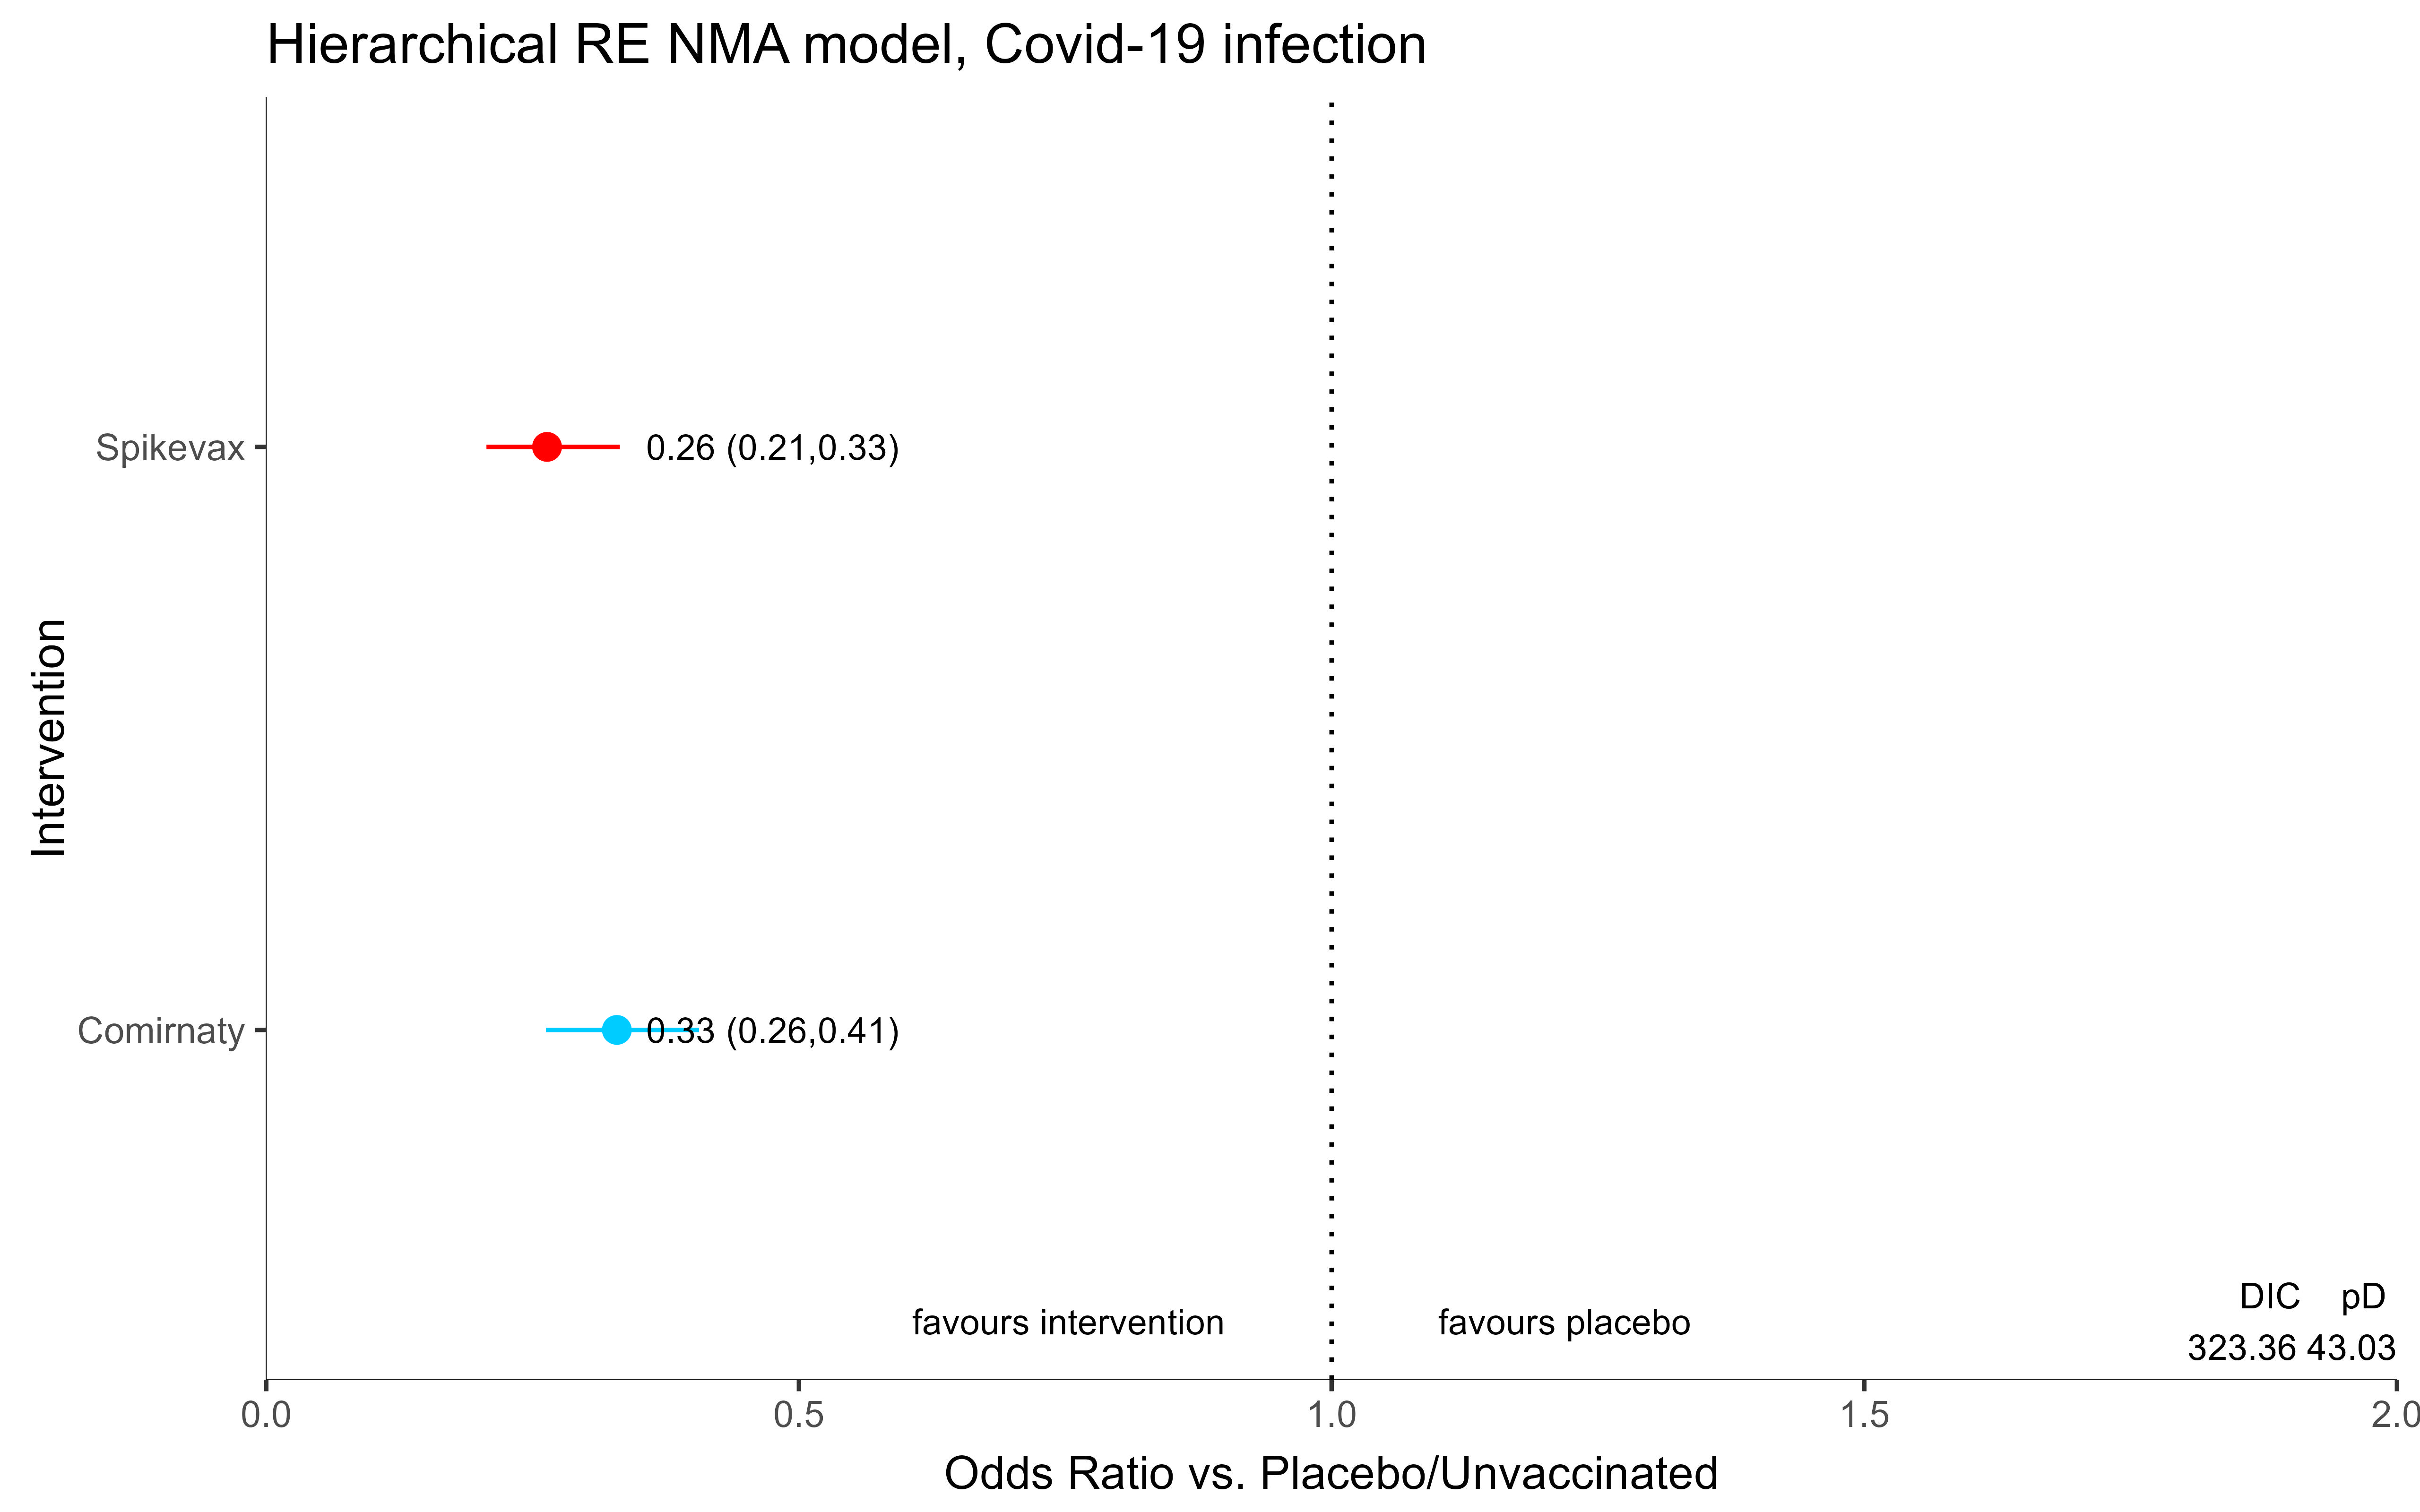 Hierarchical RE NMA model, Covid-19 infection
Intervention
Spikevax
0.26 (0.21,0.33)
Comirnaty
0.33 (0.26,0.41)
favours intervention
favours placebo
DIC pD
323.36 43.03
0.0 0.5 1.0 1.5 2.0
Odds Ratio vs. Placebo/Unvaccinated